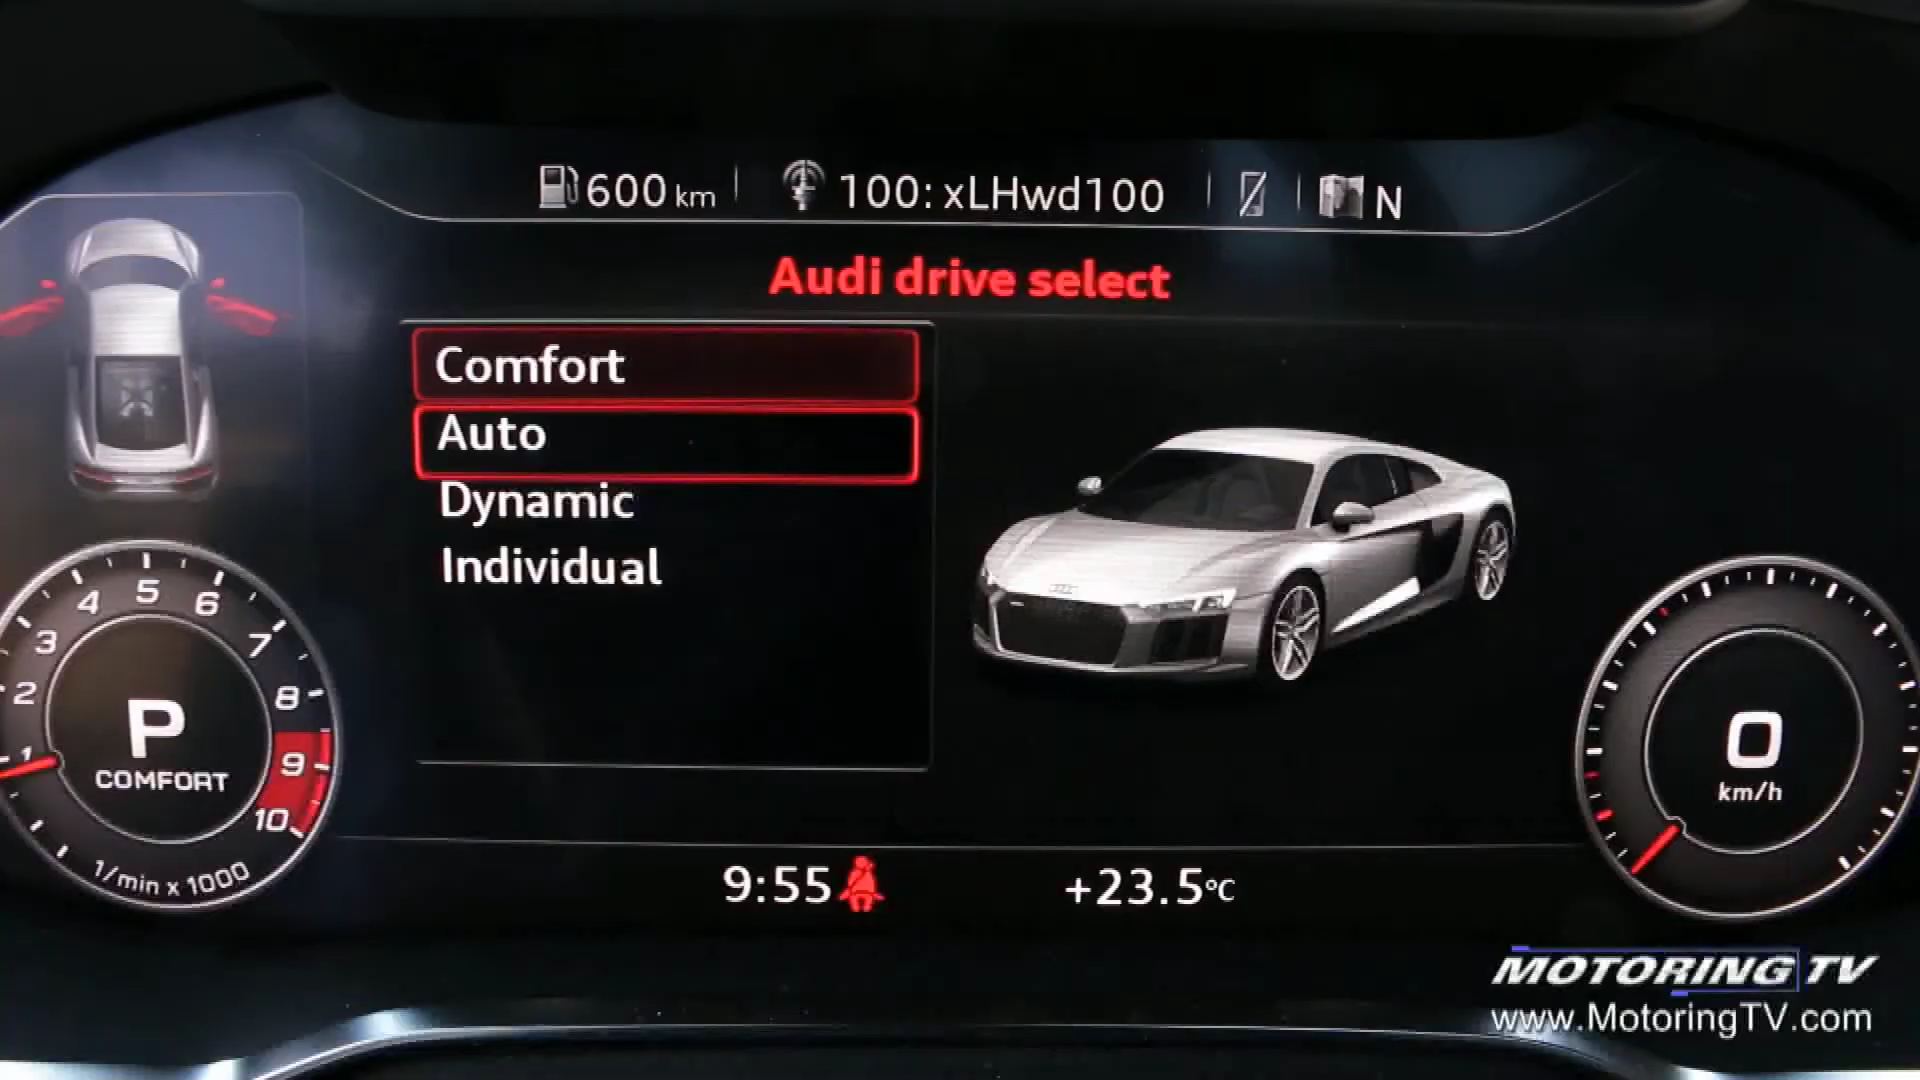 600 km 100: xLHwd100 N
Audi drive select
Comfort
Auto
Dynamic
Individual
1 2 3 4 5 6 7 8 9 10
P
COMFORT
1/min x 1000
0
km/h
9:55 +23.5°C
MOTORING TV
www.MotoringTV.com